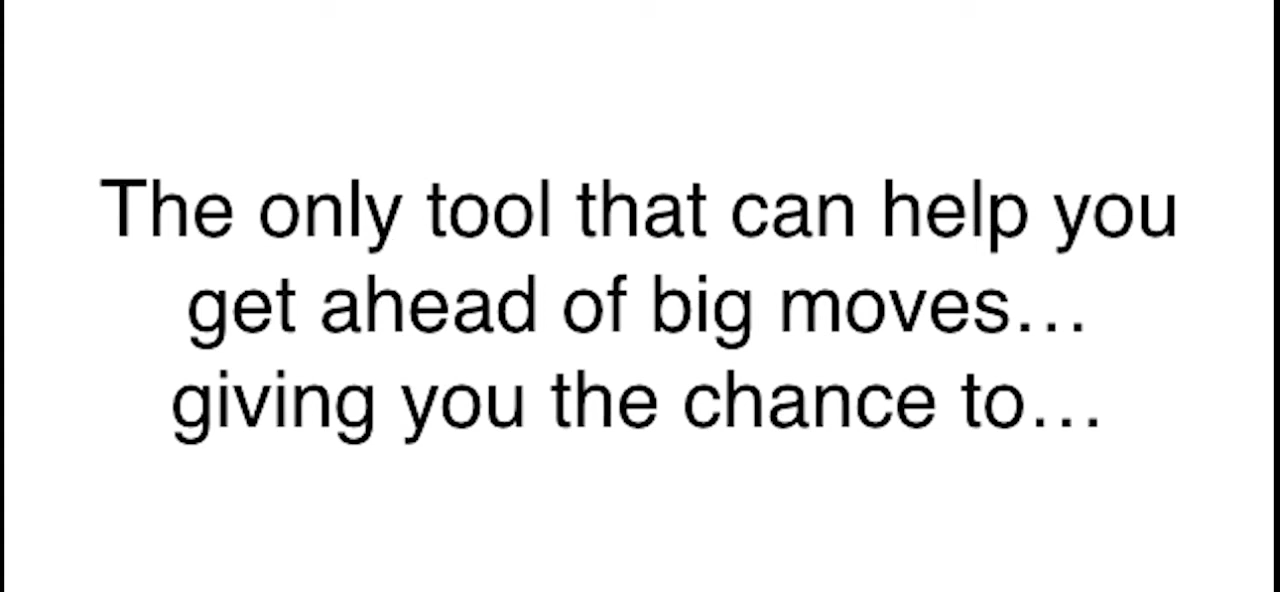 The only tool that can help you
get ahead of big moves…
giving you the chance to…